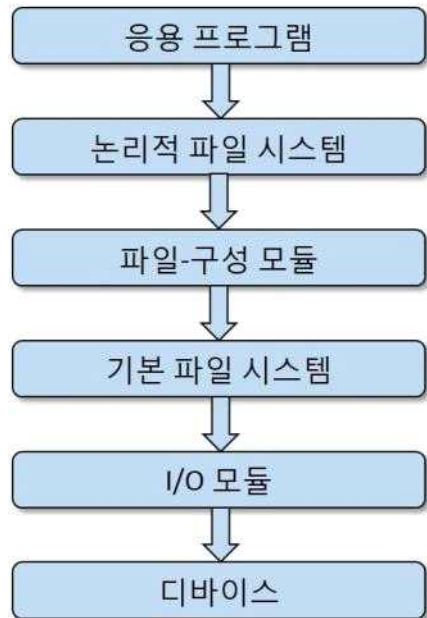 응용 프로그램
논리적 파일 시스템
파일-구성 모듈
기본 파일 시스템
I/O 모듈
디바이스